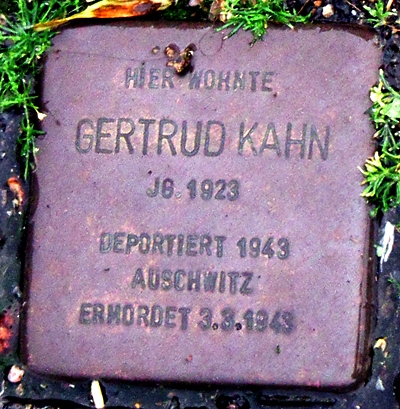 HIER WOHNTE
GERTRUD KAHN
JG. 1923
DEPORTIERT 1943
AUSCHWITZ
ERMORDET 3.3.1943